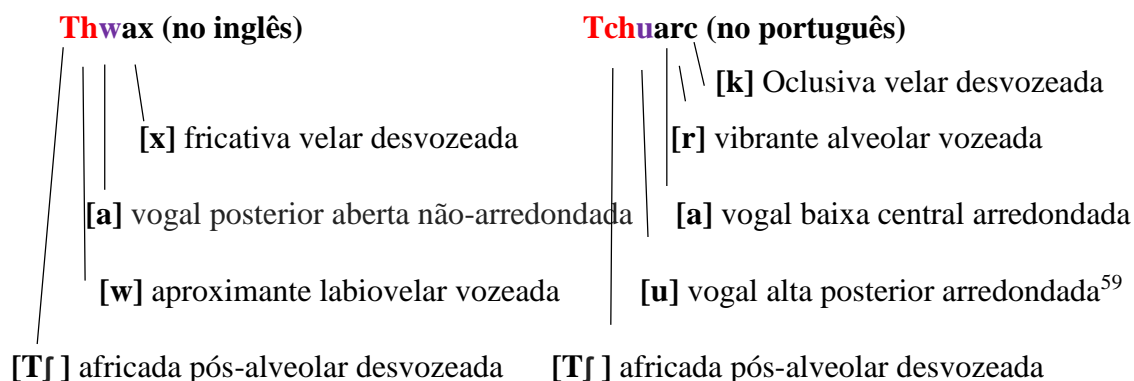 Thwax (no inglês) Tchuarc (no português)
[k] Oclusiva velar desvozeada
[x] fricativa velar desvozeada [r] vibrante alveolar vozeada
[a] vogal posterior aberta não-arredondada [a] vogal baixa central arredondada
[w] aproximante labiovelar vozeada [u] vogal alta posterior arredondada59
[Tʃ ] africada pós-alveolar desvozeada [Tʃ ] africada pós-alveolar desvozeada